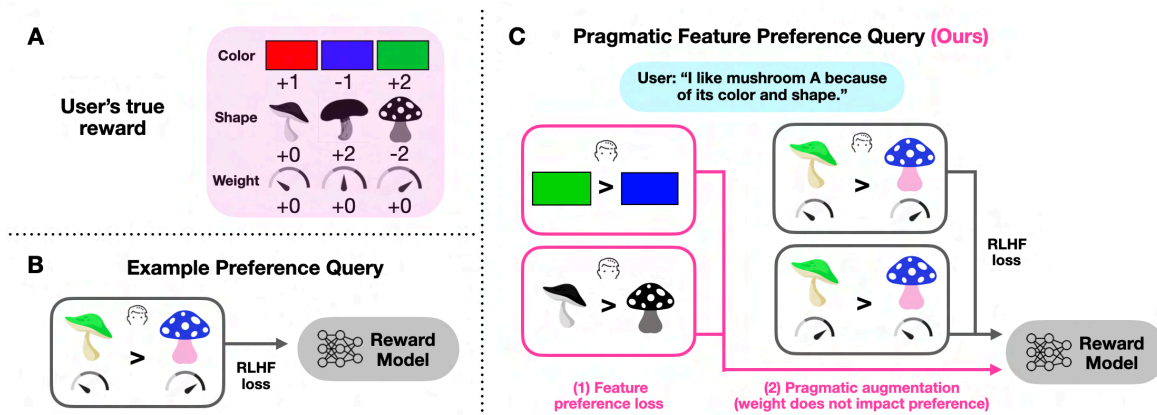 A
User's true
reward
Color
+1 -1 +2
Shape
+0 +2 -2
Weight
+0 +0 +0
B
Example Preference Query
>
RLHF
loss
Reward
Model
C
Pragmatic Feature Preference Query (Ours)
User: "I like mushroom A because
of its color and shape."
>
>
>
>
RLHF
loss
Reward
Model
(1) Feature
preference loss
(2) Pragmatic augmentation
(weight does not impact preference)